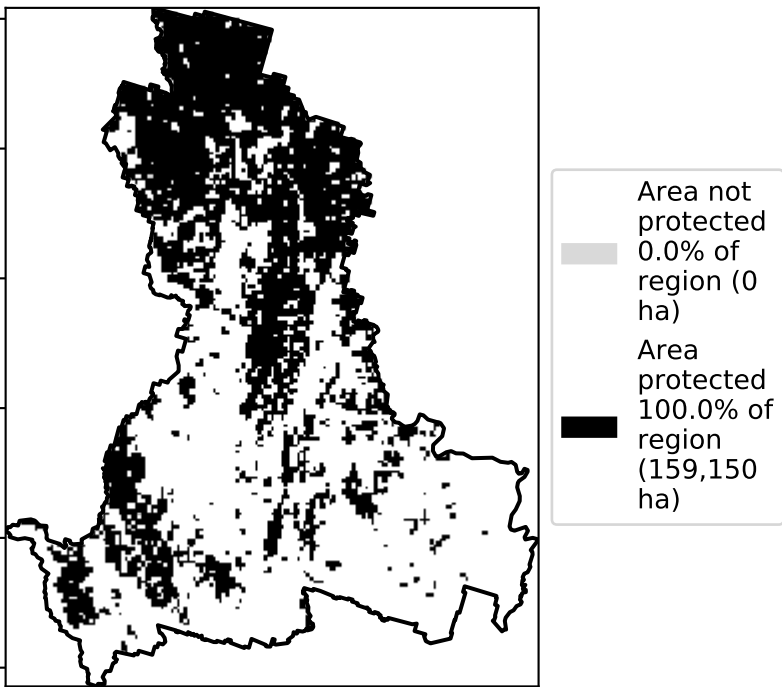 Area not
protected
0.0% of
region (0
ha)
Area
protected
100.0% of
region
(159,150
ha)